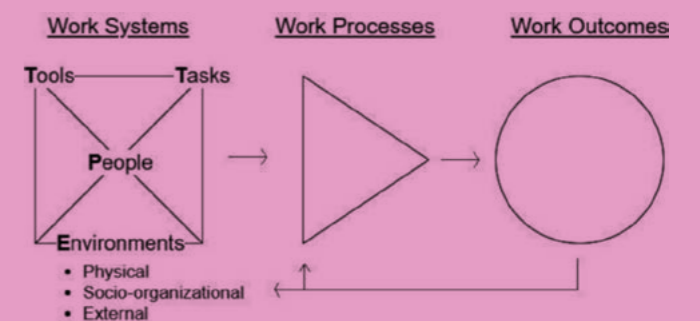 Work Systems Work Processes Work Outcomes
Tools Tasks
People
Environments
• Physical
• Socio-organizational
• External